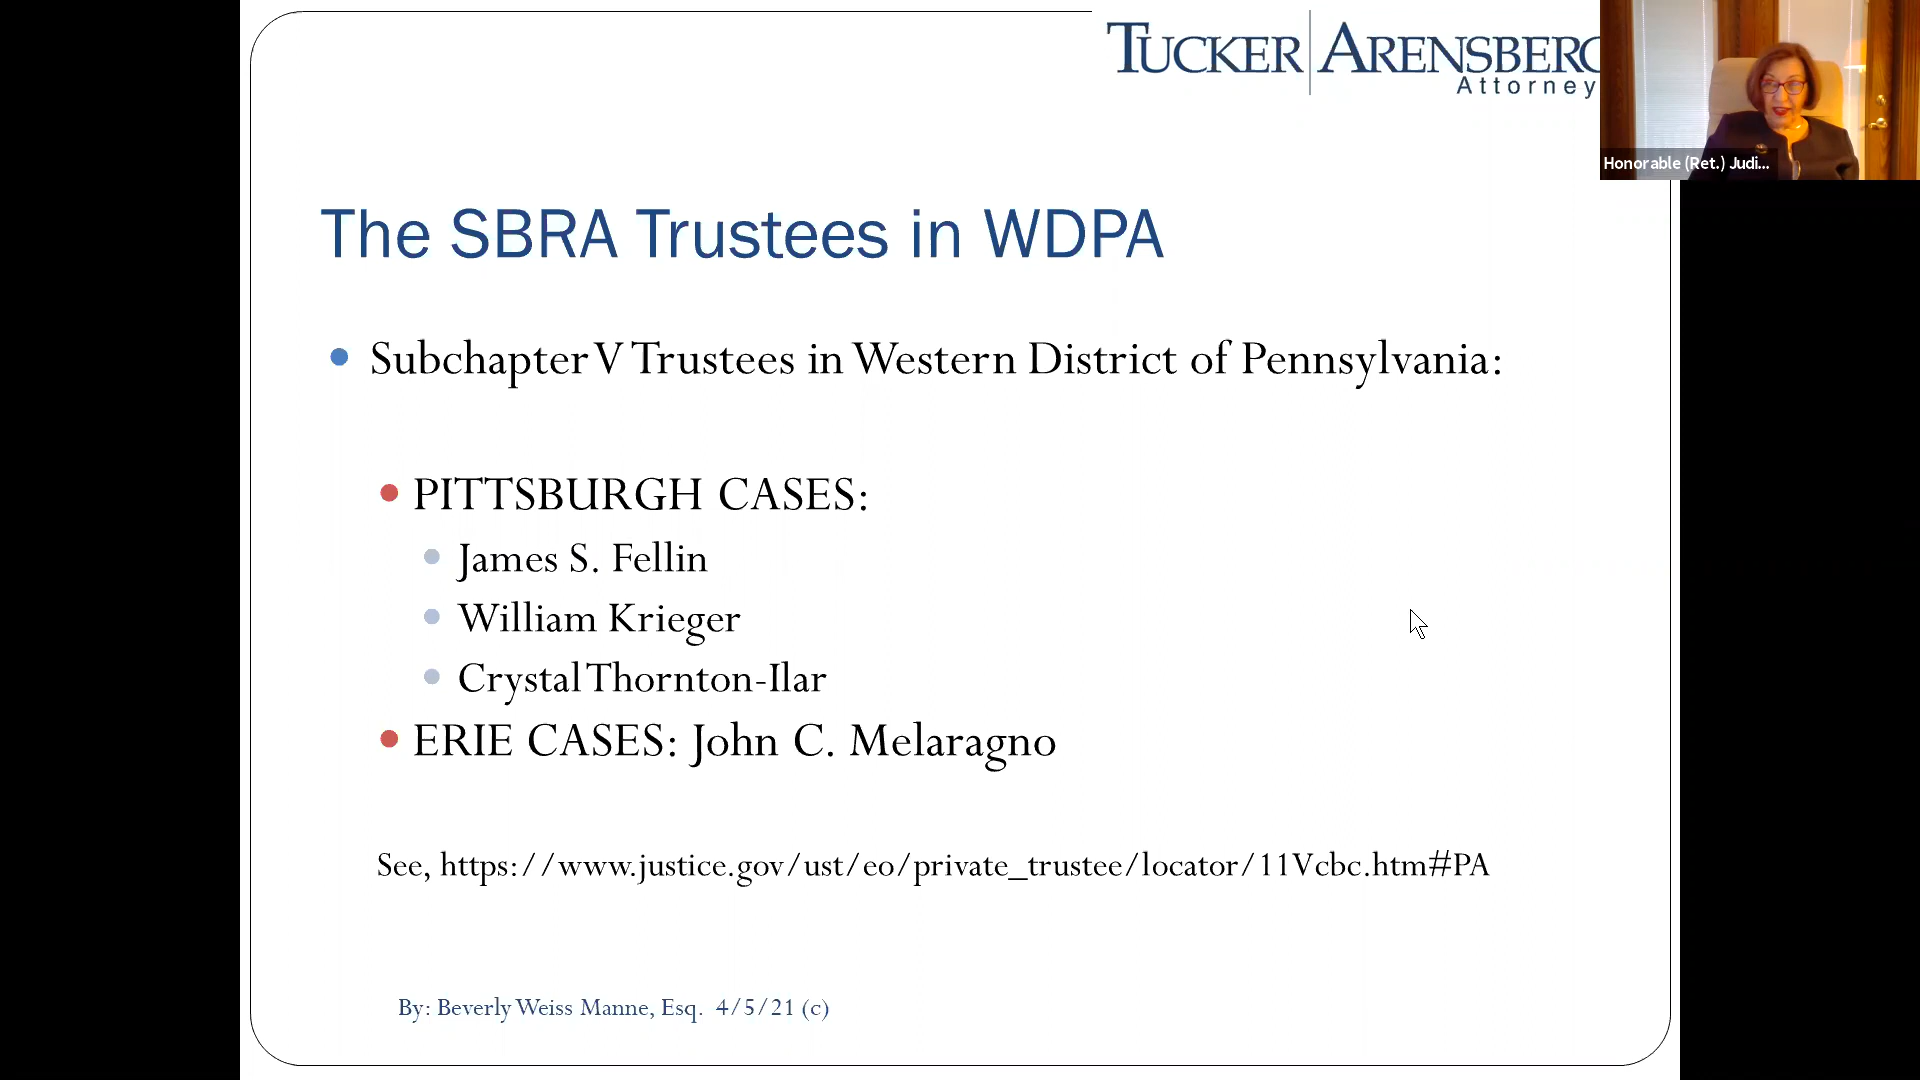 TUCKER ARENSBERG
Attorney
Honorable (Ret.) Judi...
The SBRA Trustees in WDPA
Subchapter V Trustees in Western District of Pennsylvania:
PITTSBURGH CASES:
James S. Fellin
William Krieger
Crystal Thornton-Ilar
ERIE CASES: John C. Melaragno
See, https://www.justice.gov/ust/eo/private_trustee/locator/11Vcbc.htm#PA
By: Beverly Weiss Manne, Esq. 4/5/21 (c)